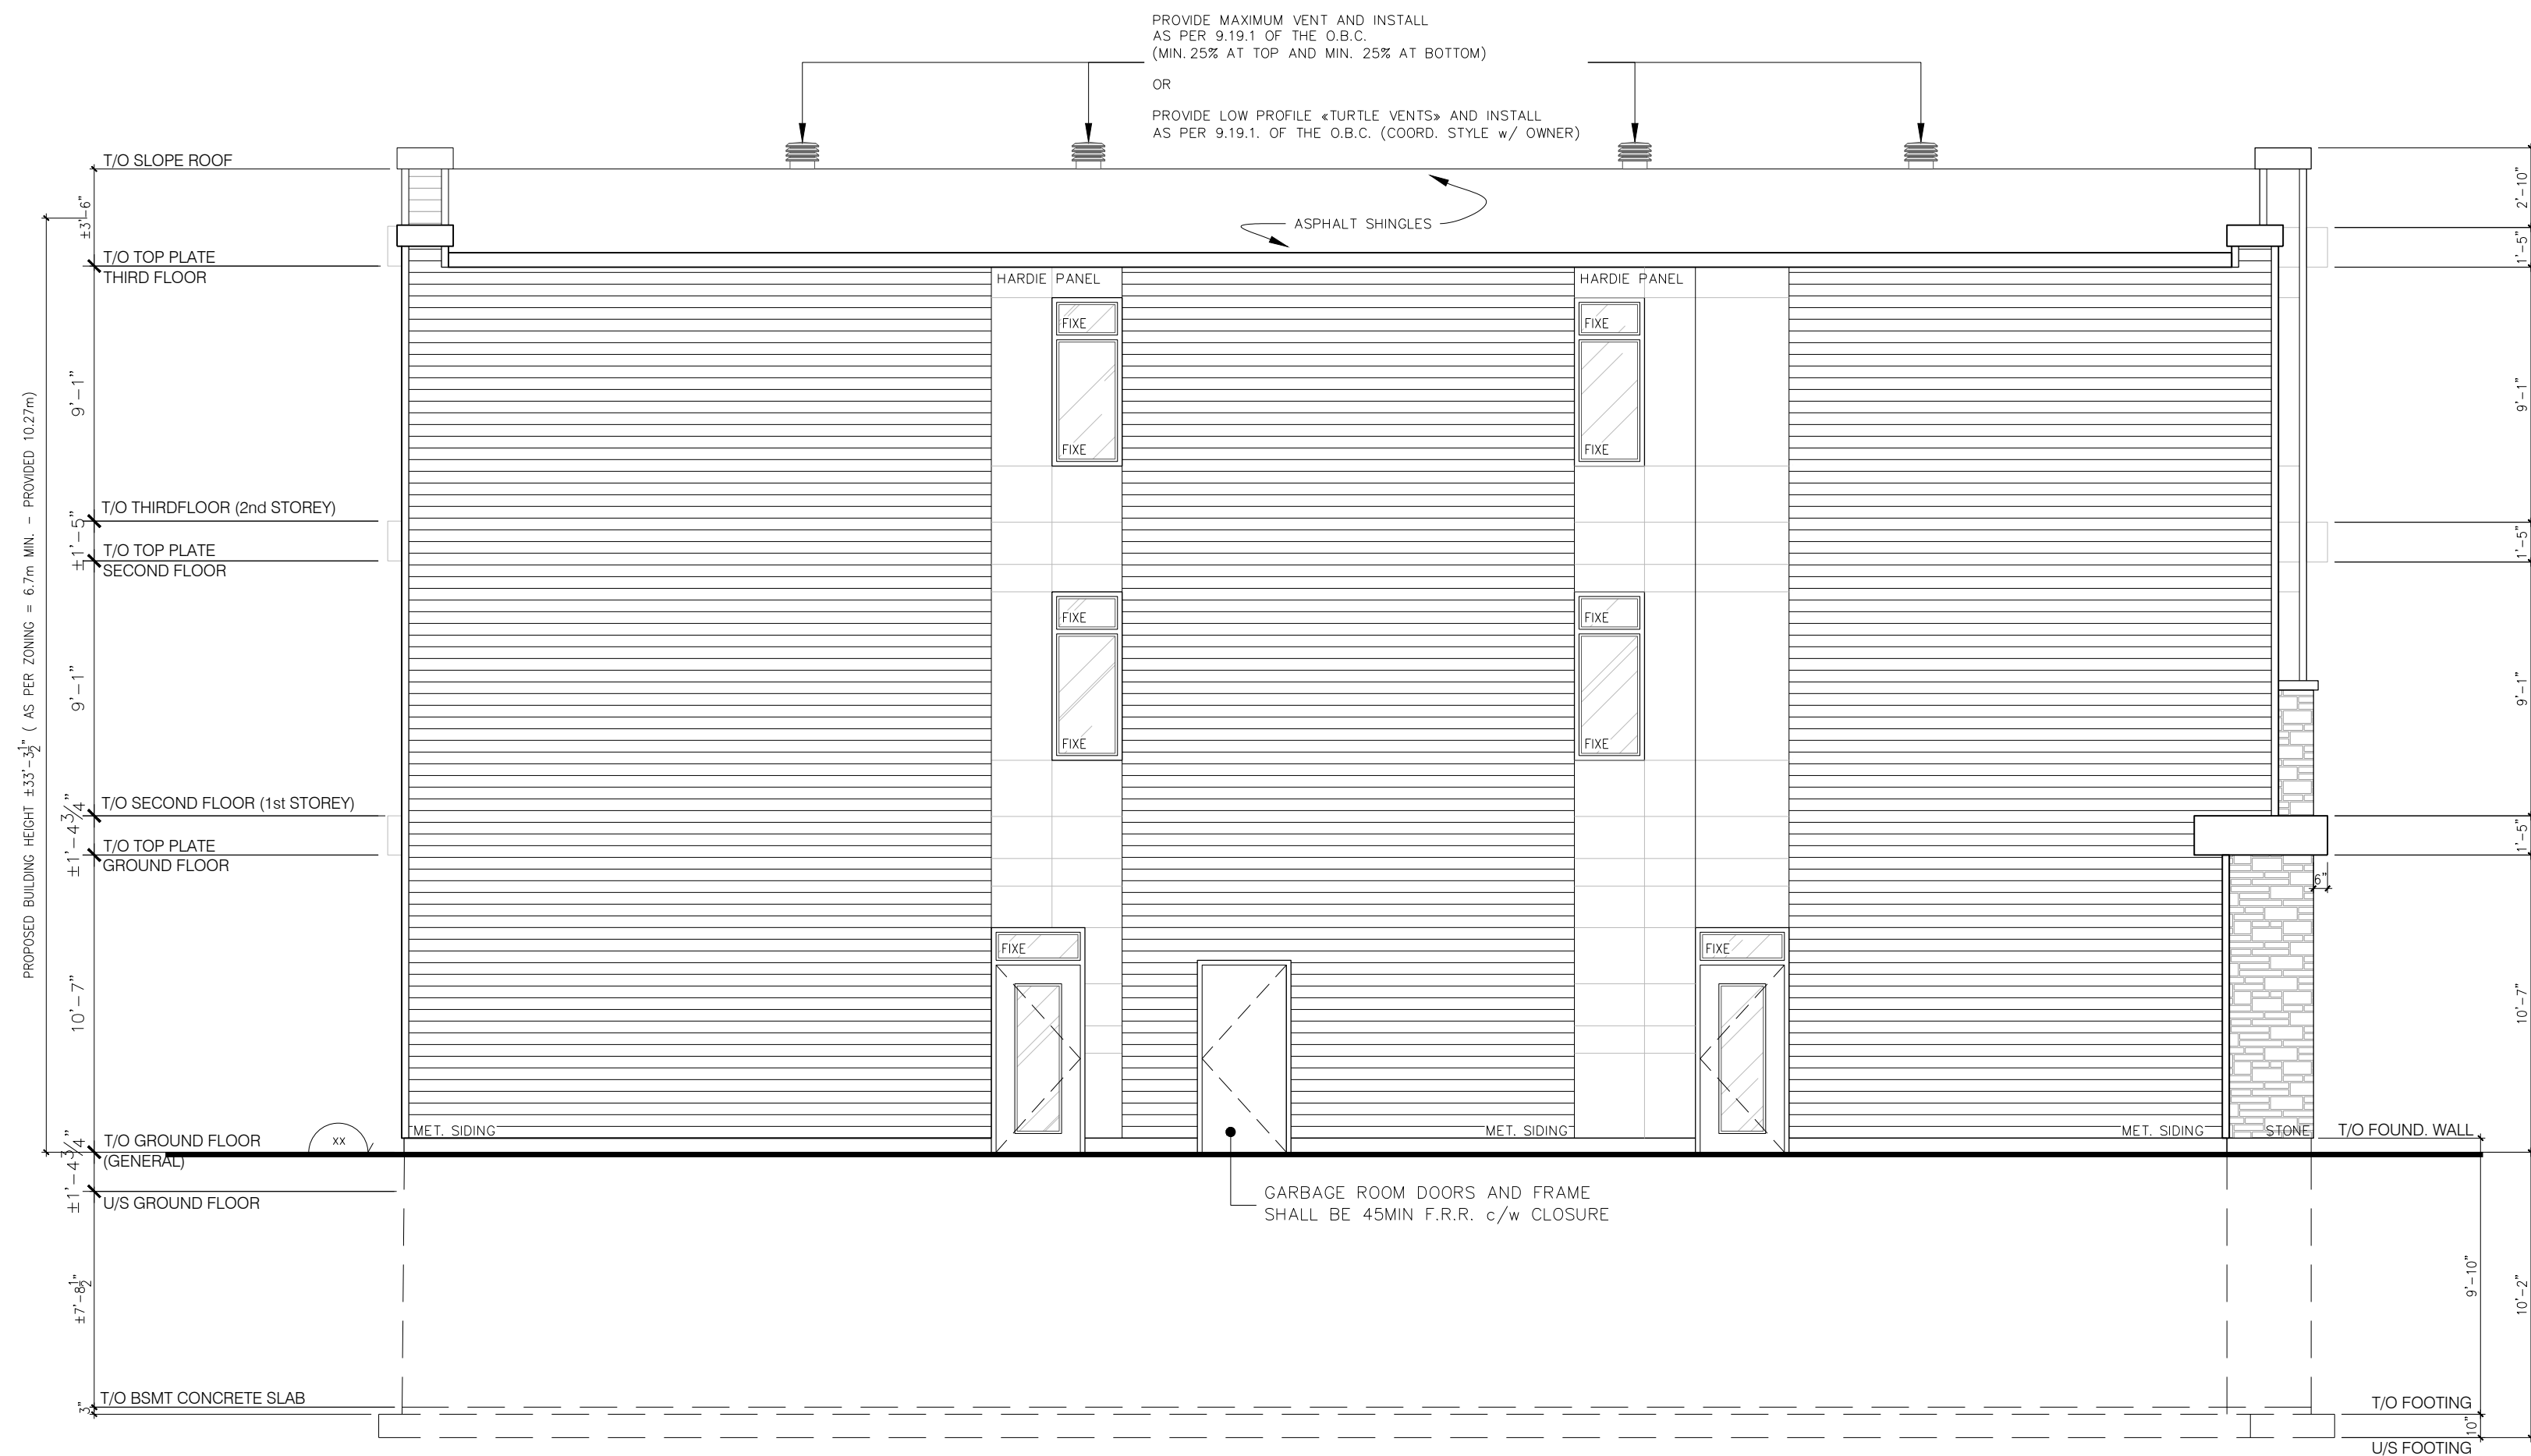 PROVIDE MAXIMUM VENT AND INSTALL
AS PER 9.19.1 OF THE O.B.C.
(MIN. 25% AT TOP AND MIN. 25% AT BOTTOM)
OR
PROVIDE LOW PROFILE «TURTLE VENTS» AND INSTALL
AS PER 9.19.1. OF THE O.B.C. (COORD. STYLE w/ OWNER)
ASPHALT SHINGLES
T/O SLOPE ROOF
±3'-6"
T/O TOP PLATE
THIRD FLOOR
9'-1"
T/O THIRDFLOOR (2nd STOREY)
±1'-5"
T/O TOP PLATE
SECOND FLOOR
9'-1"
T/O SECOND FLOOR (1st STOREY)
±1'-4 3/4"
T/O TOP PLATE
GROUND FLOOR
10'-7"
T/O GROUND FLOOR
(GENERAL)
±1'-4 3/4"
U/S GROUND FLOOR
±7'-8 1/2"
T/O BSMT CONCRETE SLAB
3"
PROPOSED BUILDING HEIGHT ±33'-3 1/2" ( AS PER ZONING = 6.7m MIN. - PROVIDED 10.27m)
xx
HARDIE PANEL
HARDIE PANEL
FIXE
FIXE
FIXE
FIXE
FIXE
FIXE
FIXE
FIXE
FIXE
FIXE
MET. SIDING
MET. SIDING
MET. SIDING
STONE
GARBAGE ROOM DOORS AND FRAME
SHALL BE 45MIN F.R.R. c/w CLOSURE
2'-10"
1'-5"
9'-1"
1'-5"
9'-1"
1'-5"
6"
10'-7"
T/O FOUND. WALL
9'-10"
10'-2"
T/O FOOTING
10"
U/S FOOTING